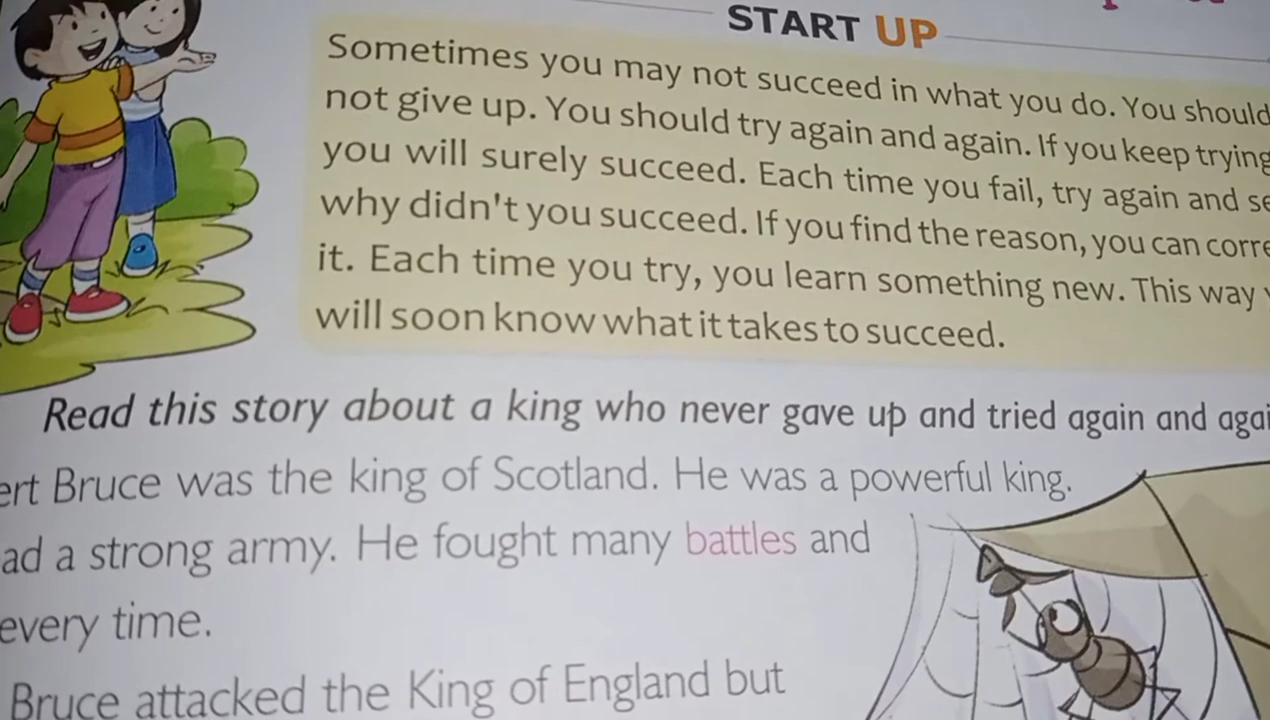 START UP
Sometimes you may not succeed in what you do. You should
not give up. You should try again and again. If you keep trying
you will surely succeed. Each time you fail, try again and
why didn't you succeed. If you find the reason, you can
it. Each time you try, you learn something new. This way
will soon know what it takes to succeed.
Read this story about a king who never gave up and tried again and
Bruce was the king of Scotland. He was a powerful king.
a strong army. He fought many battles and
every time.
Bruce attacked the King of England but